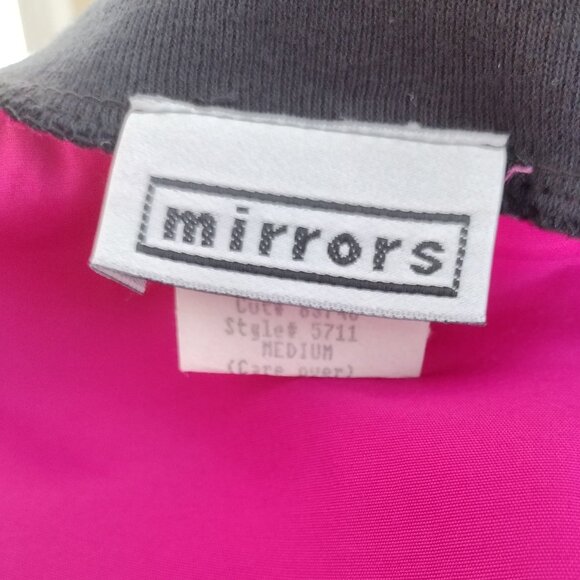 mirrors
Style# 5711
MEDIUM
(Care over)